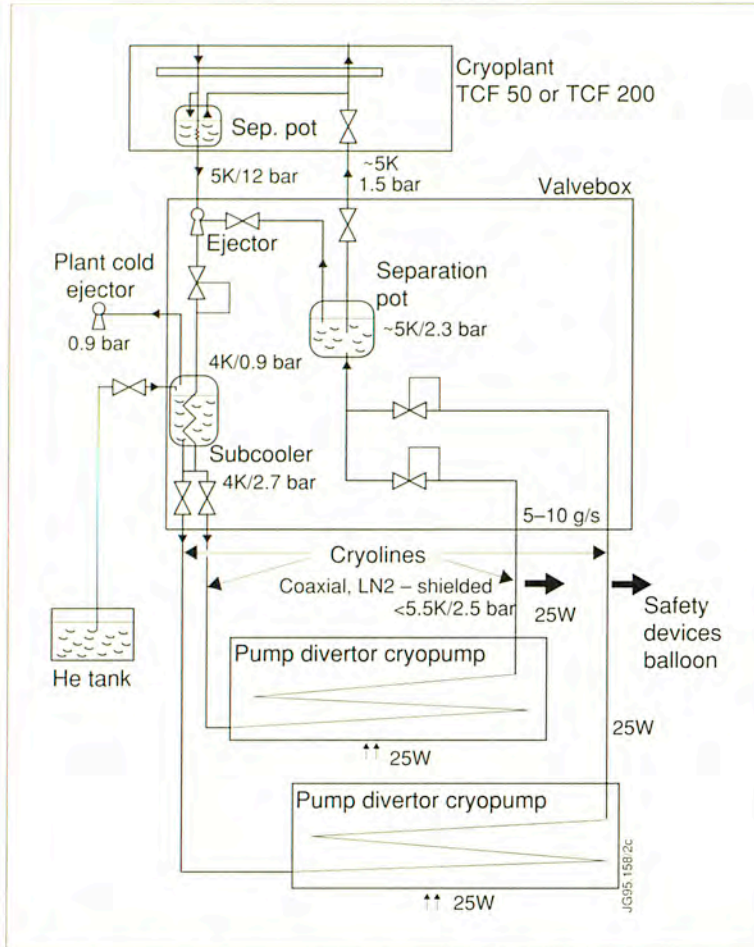 Cryoplant
TCF 50 or TCF 200
Sep. pot
5K/12 bar
~5K
1.5 bar
Valvebox
Ejector
Plant cold
ejector
0.9 bar
Separation
pot
~5K/2.3 bar
4K/0.9 bar
Subcooler
4K/2.7 bar
5–10 g/s
Cryolines
Coaxial, LN2 – shielded
<5.5K/2.5 bar
25W
Safety
devices
balloon
He tank
Pump divertor cryopump
25W
25W
Pump divertor cryopump
25W
JG95.158/2c